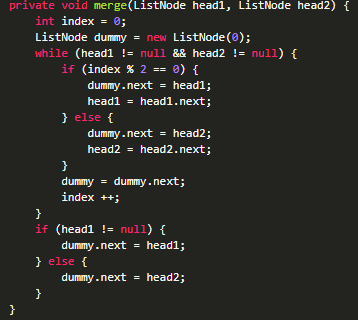 private void merge(ListNode head1, ListNode head2) {
    int index = 0;
    ListNode dummy = new ListNode(0);
    while (head1 != null && head2 != null) {
        if (index % 2 == 0) {
            dummy.next = head1;
            head1 = head1.next;
        } else {
            dummy.next = head2;
            head2 = head2.next;
        }
        dummy = dummy.next;
        index ++;
    }
    if (head1 != null) {
        dummy.next = head1;
    } else {
        dummy.next = head2;
    }
}